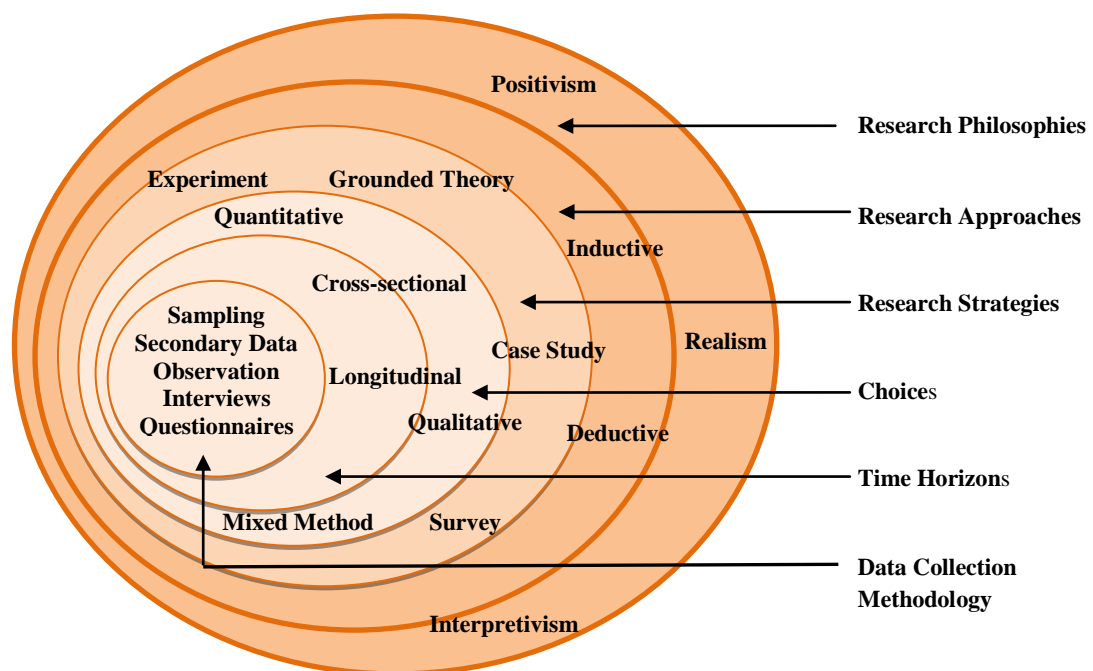 Positivism
Research Philosophies
Experiment
Grounded Theory
Quantitative
Research Approaches
Inductive
Cross-sectional
Research Strategies
Sampling
Secondary Data
Observation
Interviews
Questionnaires
Case Study
Realism
Longitudinal
Choices
Qualitative
Deductive
Time Horizons
Mixed Method
Survey
Data Collection
Methodology
Interpretivism